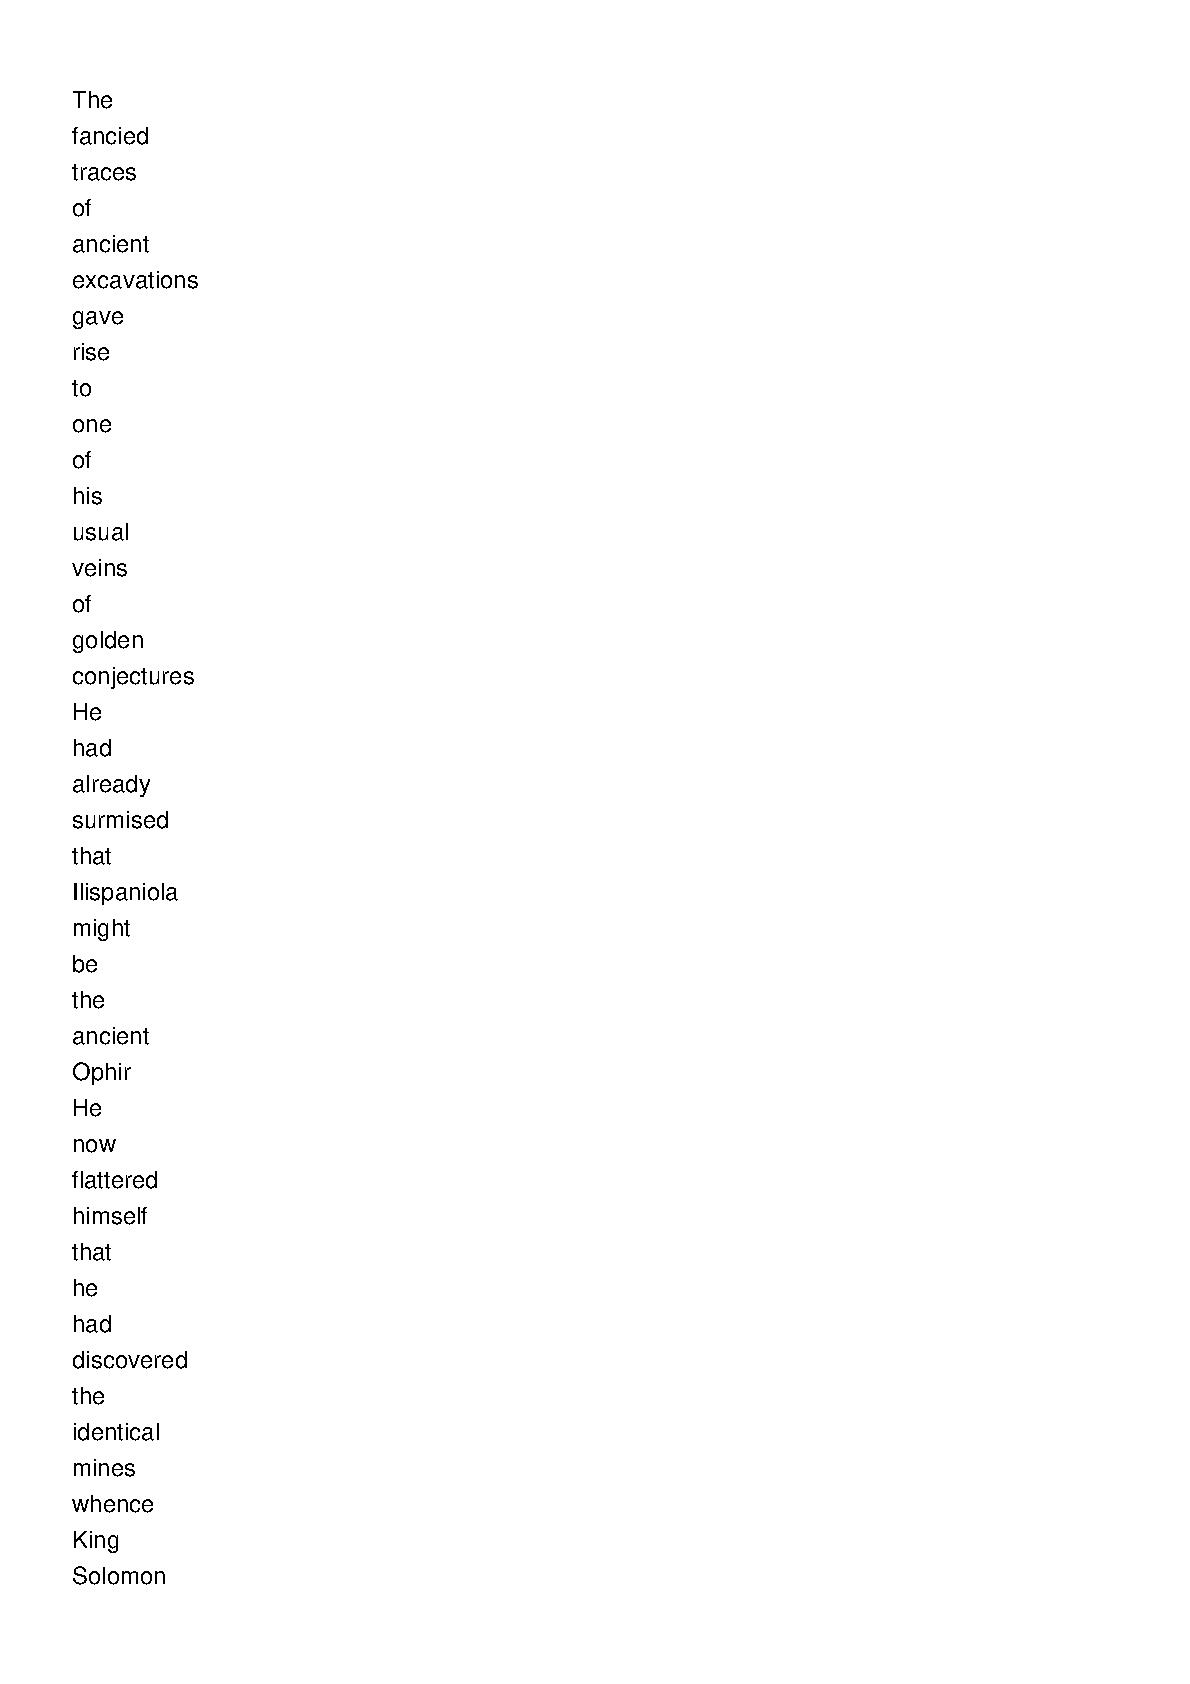 The
fancied
traces
of
ancient
excavations
gave
rise
to
one
of
his
usual
veins
of
golden
conjectures
He
had
already
surmised
that
Ilispaniola
might
be
the
ancient
Ophir
He
now
flattered
himself
that
he
had
discovered
the
identical
mines
whence
King
Solomon